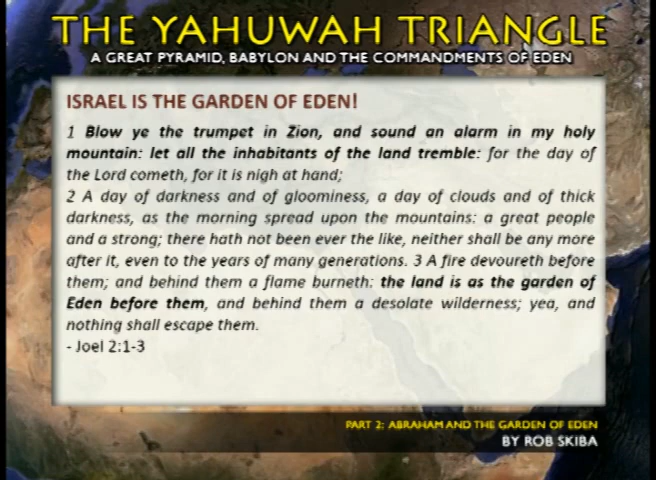 THE YAHUWAH TRIANGLE
A GREAT PYRAMID, BABYLON AND THE COMMANDMENTS OF EDEN
ISRAEL IS THE GARDEN OF EDEN!
1 Blow ye the trumpet in Zion, and sound an alarm in my holy
mountain: let all the inhabitants of the land tremble: for the day of
the Lord cometh, for it is nigh at hand;
2 A day of darkness and of gloominess, a day of clouds and of thick
darkness, as the morning spread upon the mountains: a great people
and a strong; there hath not been ever the like, neither shall be any more
after it, even to the years of many generations. 3 A fire devoureth before
them; and behind them a flame burneth: the land is as the garden of
Eden before them, and behind them a desolate wilderness; yea, and
nothing shall escape them.
- Joel 2:1-3
PART 2: ABRAHAM AND THE GARDEN OF EDEN
BY ROB SKIBA